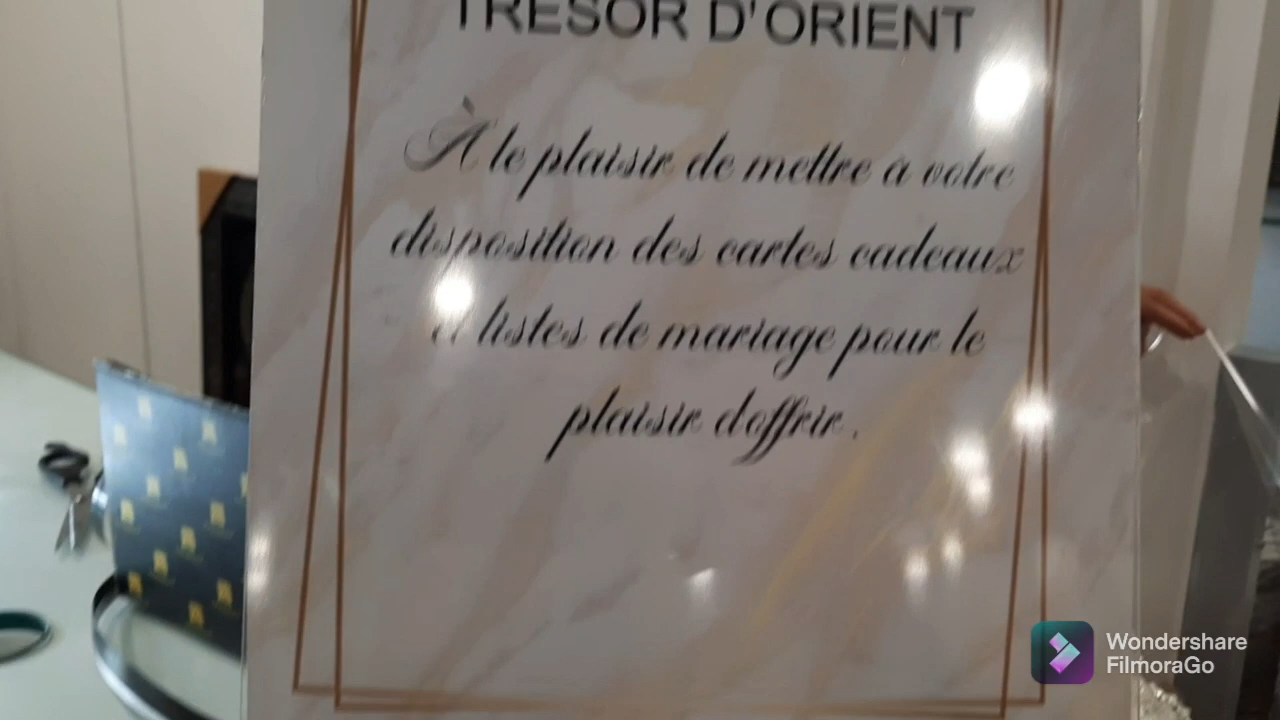 TRESOR D'ORIENT
À le plaisir de mettre à votre
disposition des cartes cadeaux
et listes de mariage pour le
plaisir d'offrir.
Wondershare
FilmoraGo